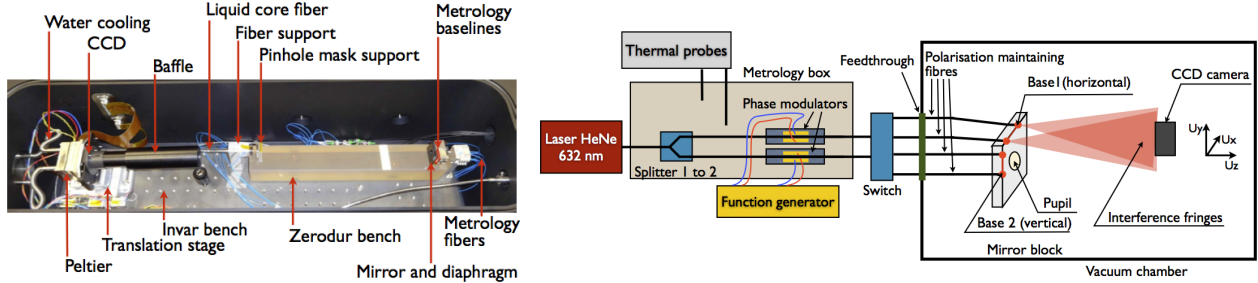 Water cooling
CCD
Baffle
Liquid core fiber
Fiber support
Pinhole mask support
Metrology
baselines
Peltier
Translation stage
Invar bench
Zerodur bench
Metrology
fibers
Mirror and diaphragm
Thermal probes
Metrology box
Phase modulators
Laser HeNe
632 nm
Splitter 1 to 2
Function generator
Switch
Feedthrough
Polarisation maintaining
fibres
Base1 (horizontal)
CCD camera
Uy
Ux
Uz
Pupil
Base 2 (vertical)
Interference fringes
Mirror block
Vacuum chamber